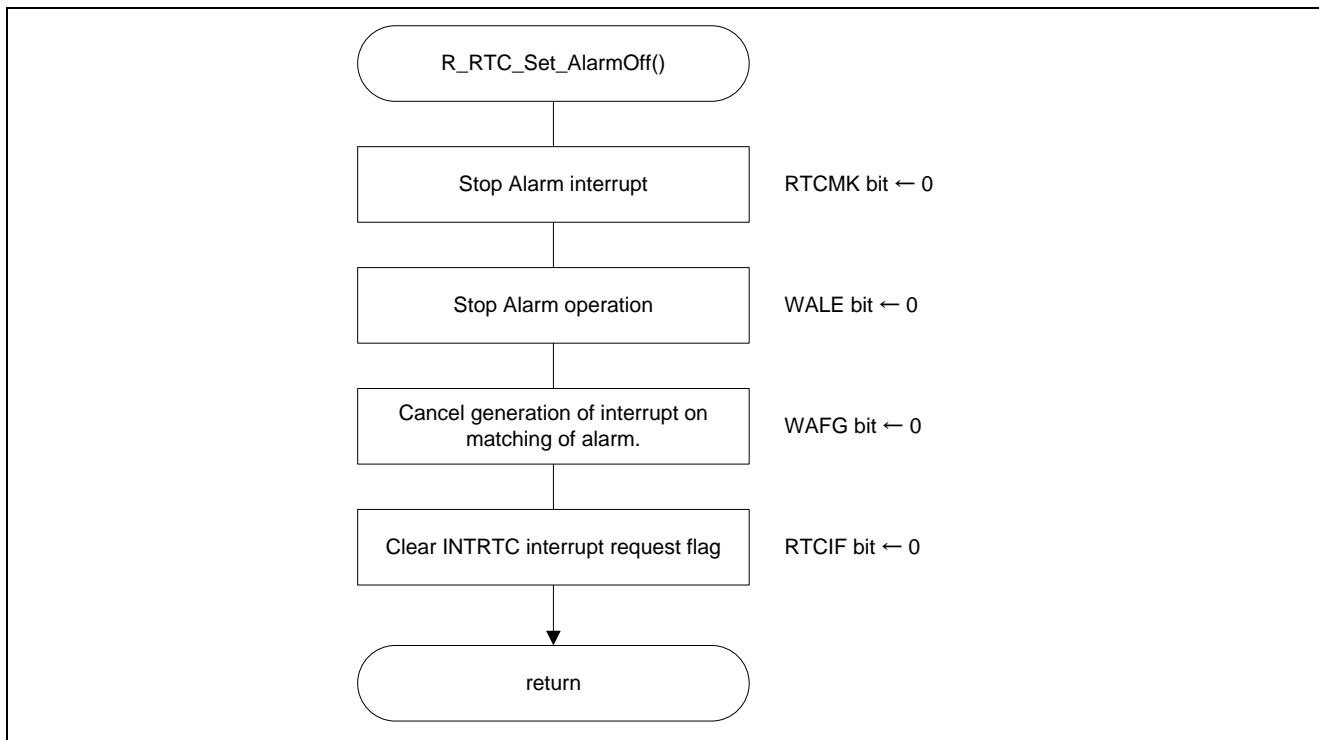 R_RTC_Set_AlarmOff()
Stop Alarm interrupt
RTCMK bit ← 0
Stop Alarm operation
WALE bit ← 0
Cancel generation of interrupt on
matching of alarm.
WAFG bit ← 0
Clear INTRTC interrupt request flag
RTCIF bit ← 0
return